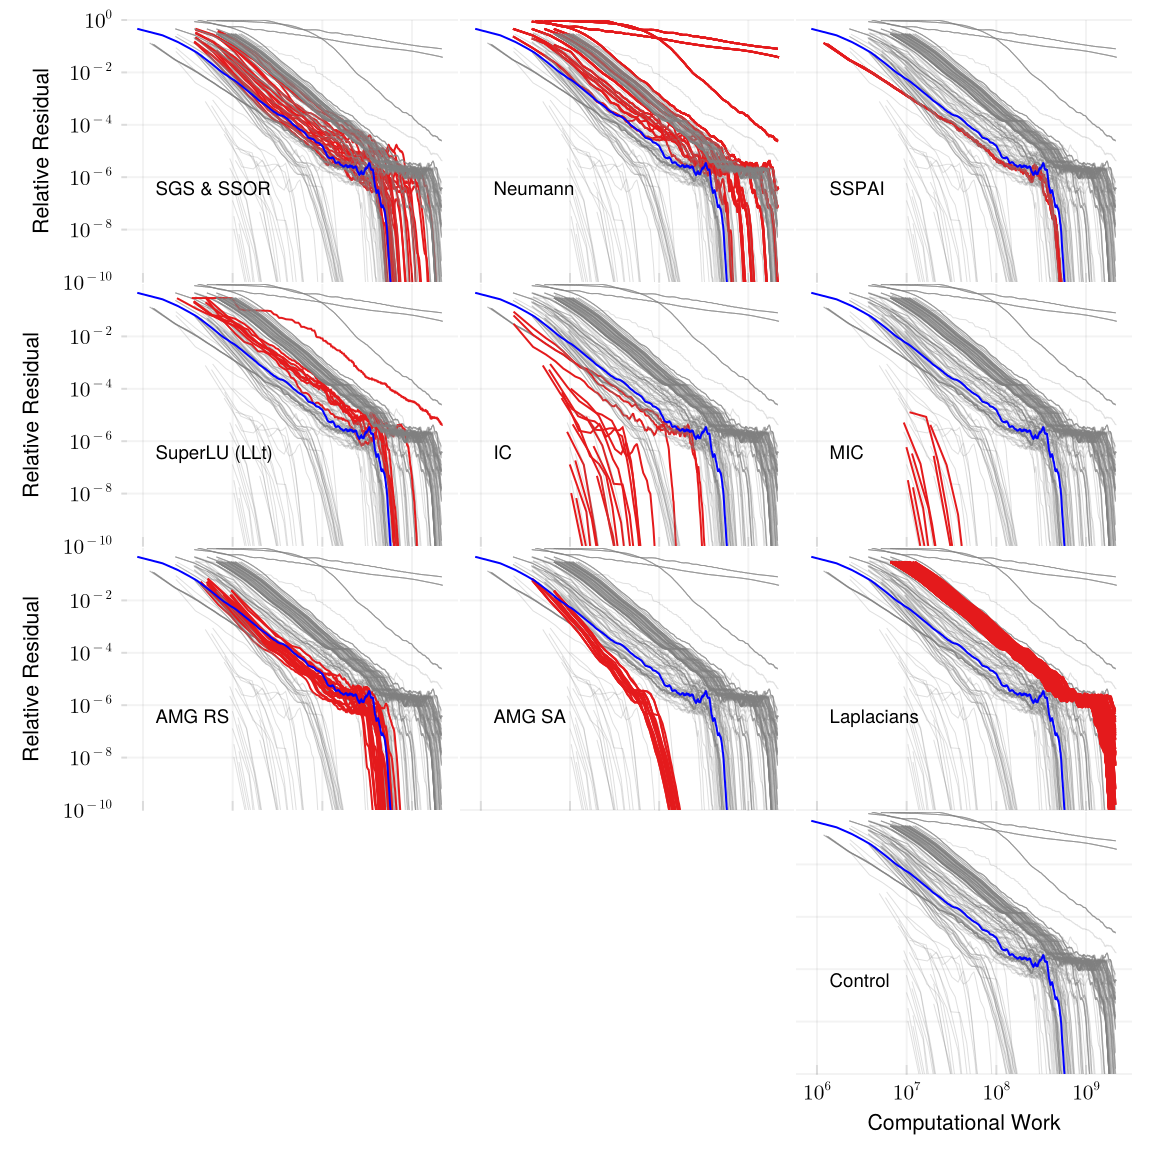 10^0
10^−2
10^−4
10^−6
10^−8
10^−10
Relative Residual
SGS & SSOR
Neumann
SSPAI
10^−2
10^−4
10^−6
10^−8
10^−10
Relative Residual
SuperLU (LLt)
IC
MIC
10^−2
10^−4
10^−6
10^−8
10^−10
Relative Residual
AMG RS
AMG SA
Laplacians
Control
10^6 10^7 10^8 10^9
Computational Work